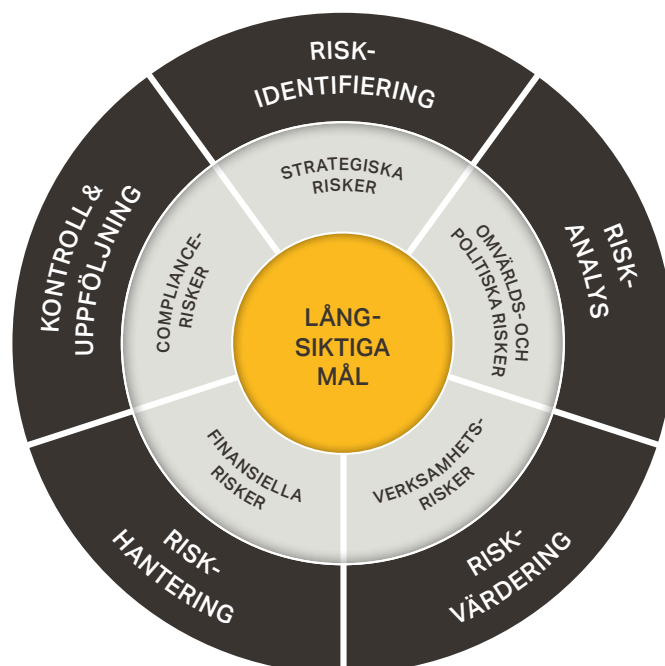 RISK-
IDENTIFIERING
RISK-
ANALYS
RISK-
VÄRDERING
RISK-
HANTERING
KONTROLL &
UPPFÖLJNING
STRATEGISKA
RISKER
OMVÄRLDS- OCH
POLITISKA RISKER
VERKSAMHETS-
RISKER
FINANSIELLA
RISKER
COMPLIANCE-
RISKER
LÅNG-
SIKTIGA
MÅL